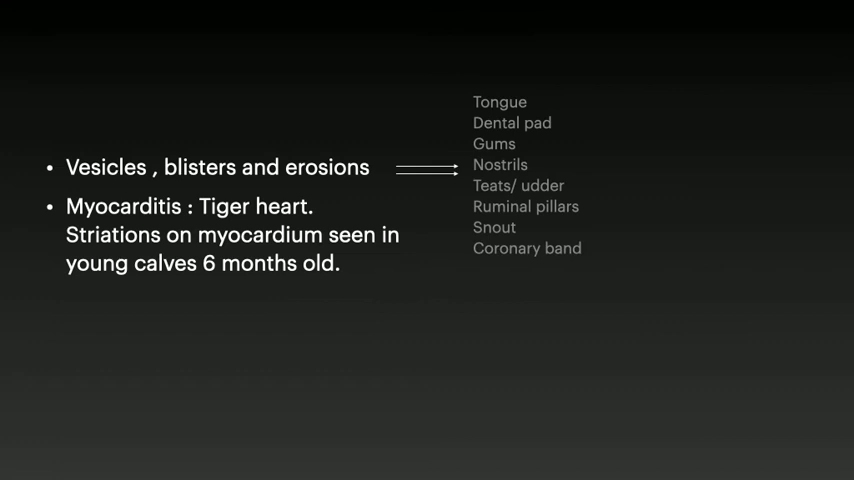 • Vesicles , blisters and erosions
• Myocarditis : Tiger heart.
Striations on myocardium seen in
young calves 6 months old.
Tongue
Dental pad
Gums
Nostrils
Teats/ udder
Ruminal pillars
Snout
Coronary band